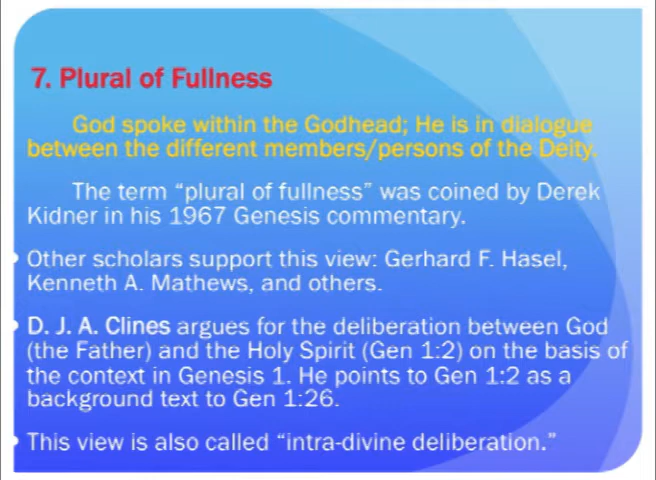 7. Plural of Fullness
God spoke within the Godhead; He is in dialogue
between the different members/persons of the Deity.
The term “plural of fullness” was coined by Derek
Kidner in his 1967 Genesis commentary.
Other scholars support this view: Gerhard F. Hasel,
Kenneth A. Mathews, and others.
D. J. A. Clines argues for the deliberation between God
(the Father) and the Holy Spirit (Gen 1:2) on the basis of
the context in Genesis 1. He points to Gen 1:2 as a
background text to Gen 1:26.
This view is also called “intra-divine deliberation.”